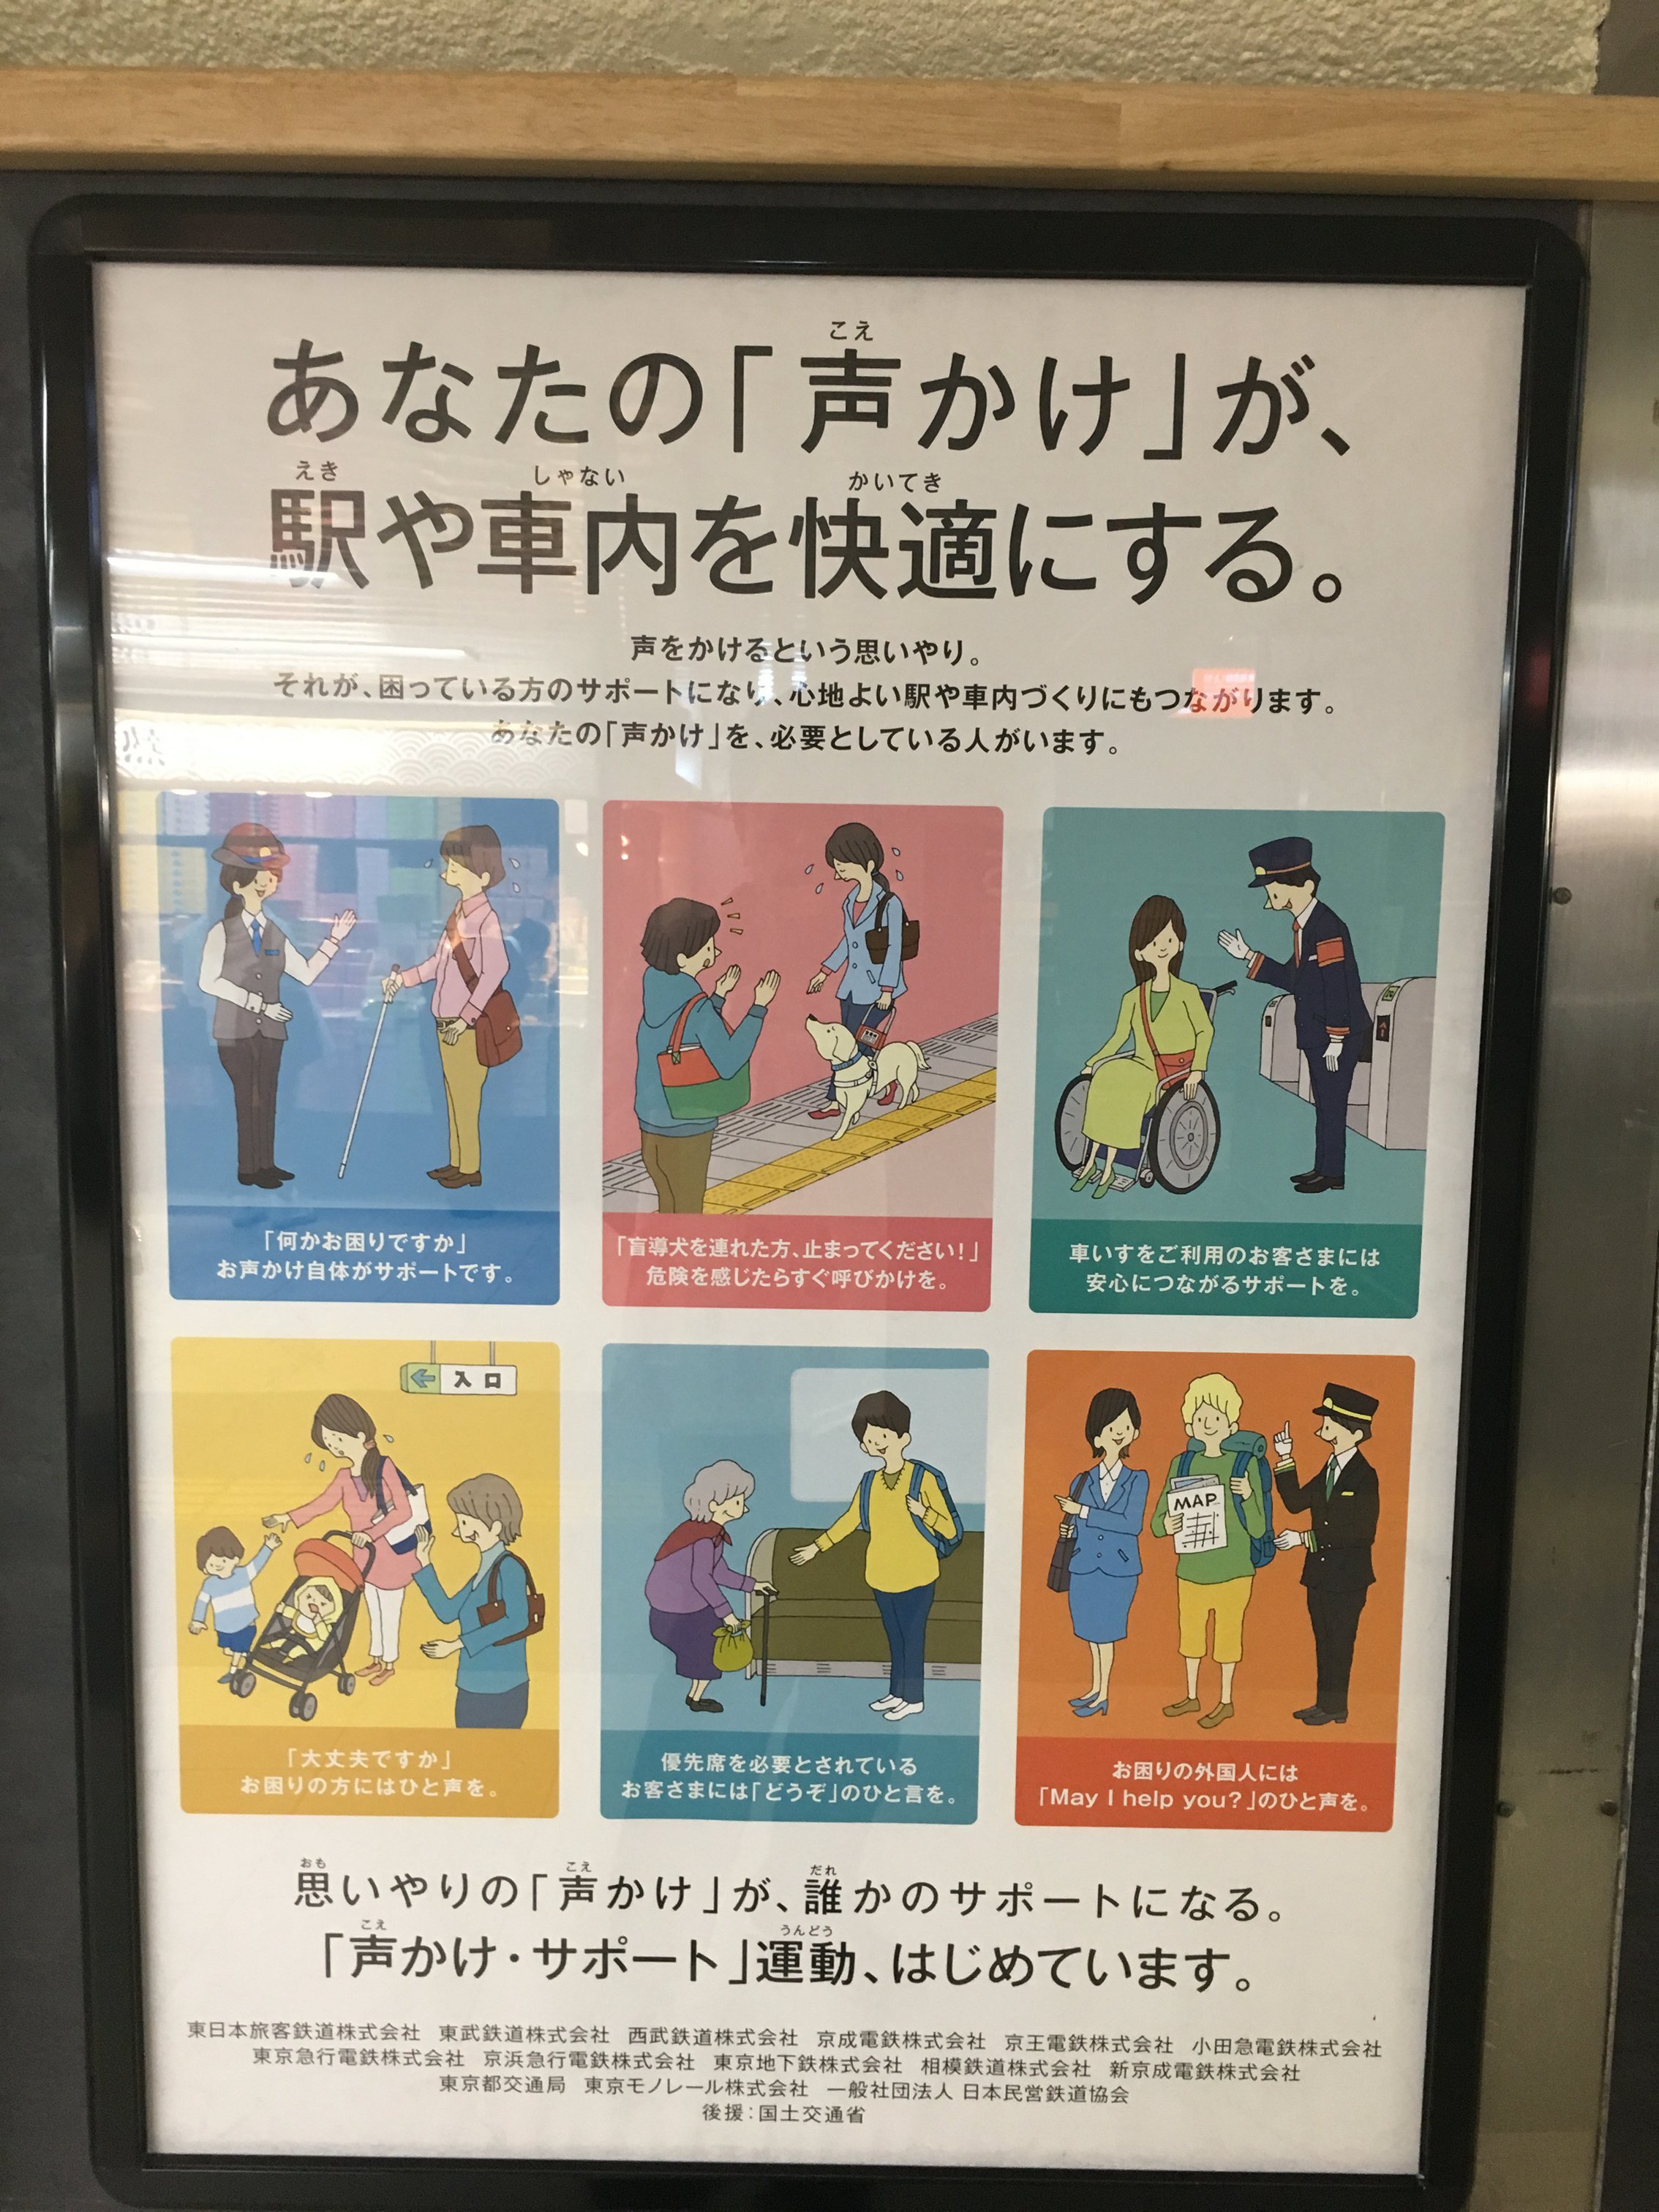 あなたの「声かけ」が、
駅や車内を快適にする。
声をかけるという思いやり。
それが、困っている方のサポートになり、心地よい駅や車内づくりにもつながります。
あなたの「声かけ」を、必要としている人がいます。
「何かお困りですか」
お声かけ自体がサポートです。
「盲導犬を連れた方、止まってください!」
危険を感じたらすぐ呼びかけを。
車いすをご利用のお客さまには
安心につながるサポートを。
入口
「大丈夫ですか」
お困りの方にはひと声を。
優先席を必要とされている
お客さまには「どうぞ」のひと言を。
MAP
お困りの外国人には
「May I help you?」のひと声を。
思いやりの「声かけ」が、誰かのサポートになる。
「声かけ・サポート」運動、はじめています。
東日本旅客鉄道株式会社 東武鉄道株式会社 西武鉄道株式会社 京成電鉄株式会社 京王電鉄株式会社 小田急電鉄株式会社
東京急行電鉄株式会社 京浜急行電鉄株式会社 東京地下鉄株式会社 相模鉄道株式会社 新京成電鉄株式会社
東京都交通局 東京モノレール株式会社 一般社団法人 日本民営鉄道協会
後援:国土交通省